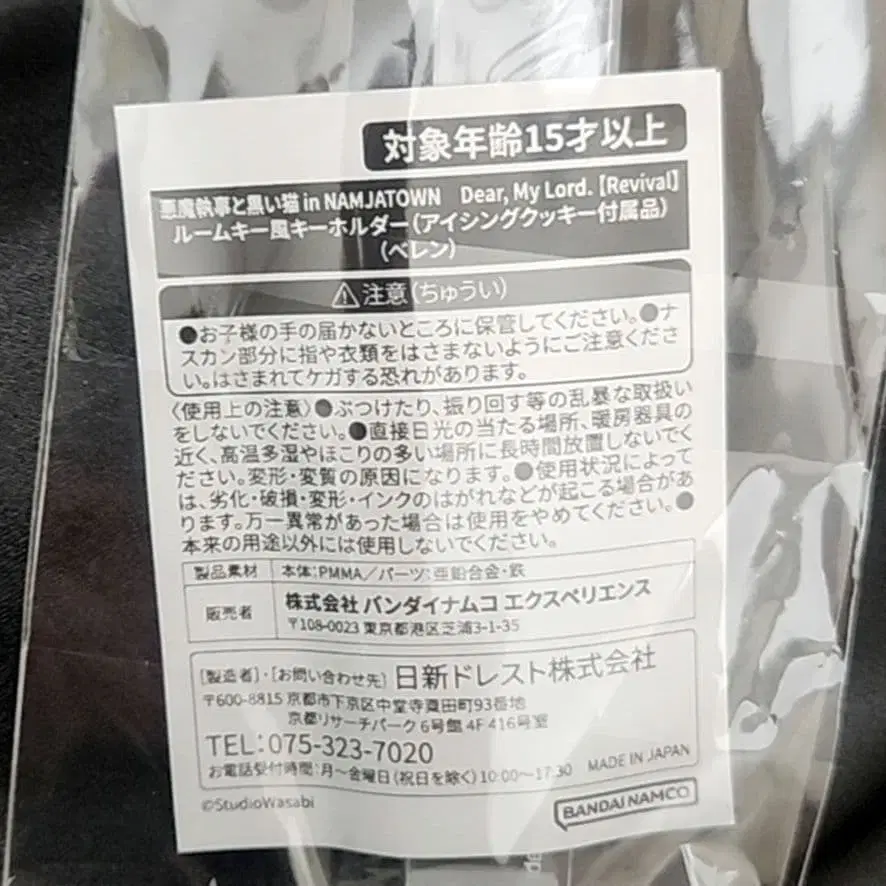 対象年齢15才以上
悪魔執事と黒い猫 in NAMJATOWN Dear, My Lord.【Revival】
ルームキー風キーホルダー(アイシングクッキー付属品)
(ベレン)
⚠注意(ちゅうい)
●お子様の手の届かないところに保管してください。●ナ
スカン部分に指や衣類をはさまないようにご注意くださ
い。はさまれてケガする恐れがあります。
〈使用上の注意〉●ぶつけたり、振り回す等の乱暴な取扱い
をしないでください。●直接日光の当たる場所、暖房器具の
近く、高温多湿やほこりの多い場所に長時間放置しないでく
ださい。変形・変質の原因になります。●使用状況によって
は、劣化・破損・変形・インクのはがれなどが起こる場合があ
ります。万一異常があった場合は使用をやめてください。●
本来の用途以外には使用しないでください。
製品素材 本体:PMMA/パーツ:亜鉛合金・鉄
販売者 株式会社 バンダイナムコ エクスペリエンス
〒108-0023 東京都港区芝浦3-1-35
[製造者]・[お問い合わせ先] 日新ドレスト株式会社
〒600-8815 京都市下京区中堂寺粟田町93番地
京都リサーチパーク6号館 4F 416号室
TEL:075-323-7020
お電話受付時間:月〜金曜日(祝日を除く)10:00〜17:30 MADE IN JAPAN
©StudioWasabi
BANDAI NAMCO